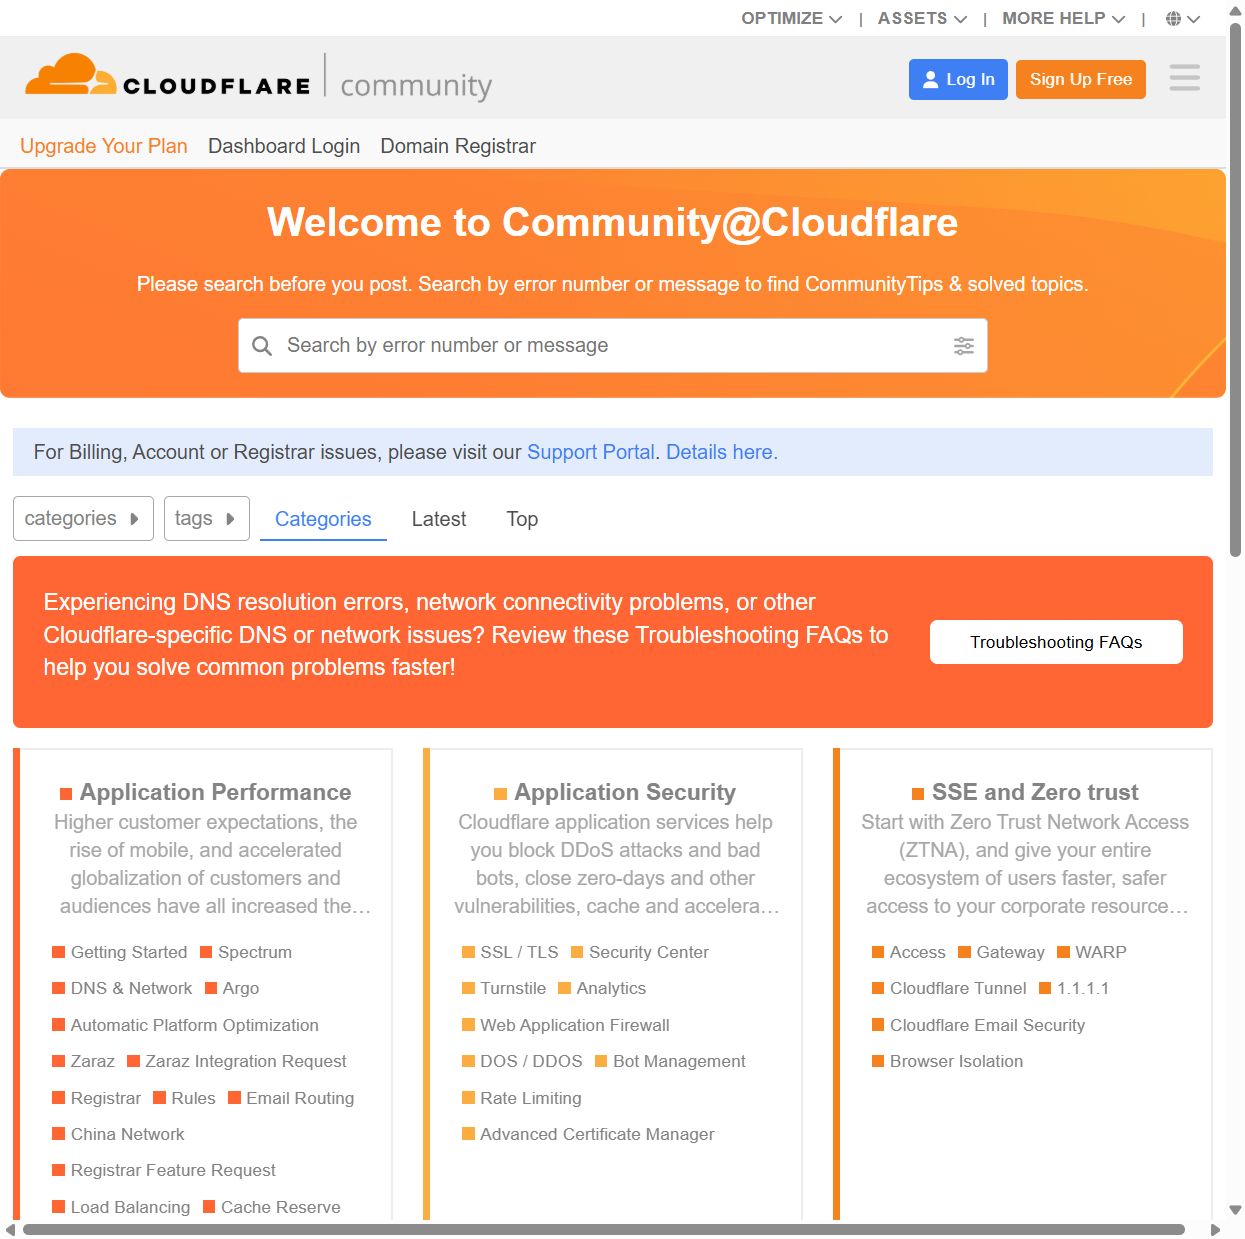 OPTIMIZE | ASSETS | MORE HELP |
CLOUDFLARE | community
Log In
Sign Up Free
Upgrade Your Plan Dashboard Login Domain Registrar
Welcome to Community@Cloudflare
Please search before you post. Search by error number or message to find CommunityTips & solved topics.
Search by error number or message
For Billing, Account or Registrar issues, please visit our Support Portal. Details here.
categories tags Categories Latest Top
Experiencing DNS resolution errors, network connectivity problems, or other
Cloudflare-specific DNS or network issues? Review these Troubleshooting FAQs to
help you solve common problems faster!
Troubleshooting FAQs
Application Performance
Higher customer expectations, the
rise of mobile, and accelerated
globalization of customers and
audiences have all increased the…
Getting Started Spectrum
DNS & Network Argo
Automatic Platform Optimization
Zaraz Zaraz Integration Request
Registrar Rules Email Routing
China Network
Registrar Feature Request
Load Balancing Cache Reserve
Application Security
Cloudflare application services help
you block DDoS attacks and bad
bots, close zero-days and other
vulnerabilities, cache and accelera…
SSL / TLS Security Center
Turnstile Analytics
Web Application Firewall
DOS / DDOS Bot Management
Rate Limiting
Advanced Certificate Manager
SSE and Zero trust
Start with Zero Trust Network Access
(ZTNA), and give your entire
ecosystem of users faster, safer
access to your corporate resource…
Access Gateway WARP
Cloudflare Tunnel 1.1.1.1
Cloudflare Email Security
Browser Isolation